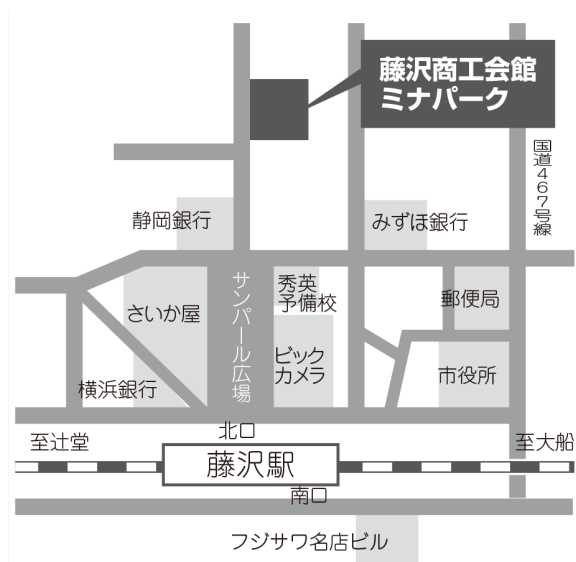 藤沢商工会館
ミナパーク
国道467号線
静岡銀行
みずほ銀行
サンパール広場
秀英
予備校
さいか屋
郵便局
ビック
カメラ
横浜銀行
市役所
北口
至辻堂
藤沢駅
至大船
南口
フジサワ名店ビル